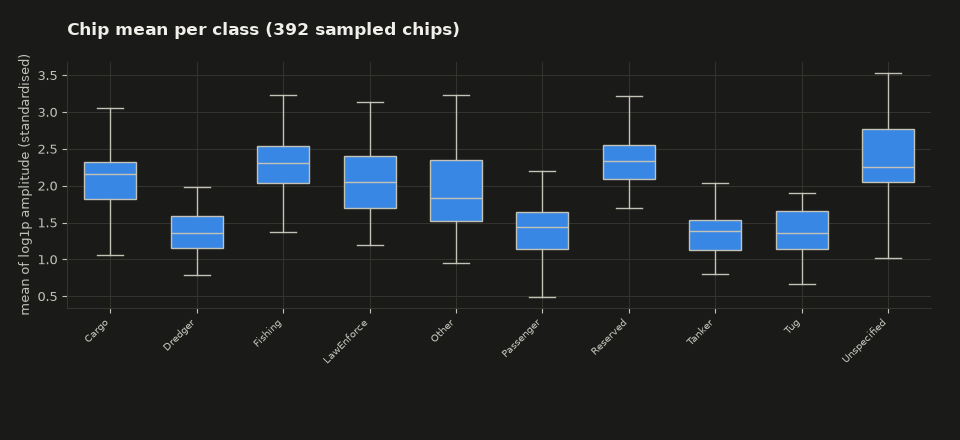 Chip mean per class (392 sampled chips)
mean of log1p amplitude (standardised)
3.5
3.0
2.5
2.0
1.5
1.0
0.5
Cargo
Dredger
Fishing
LawEnforce
Other
Passenger
Reserved
Tanker
Tug
Unspecified